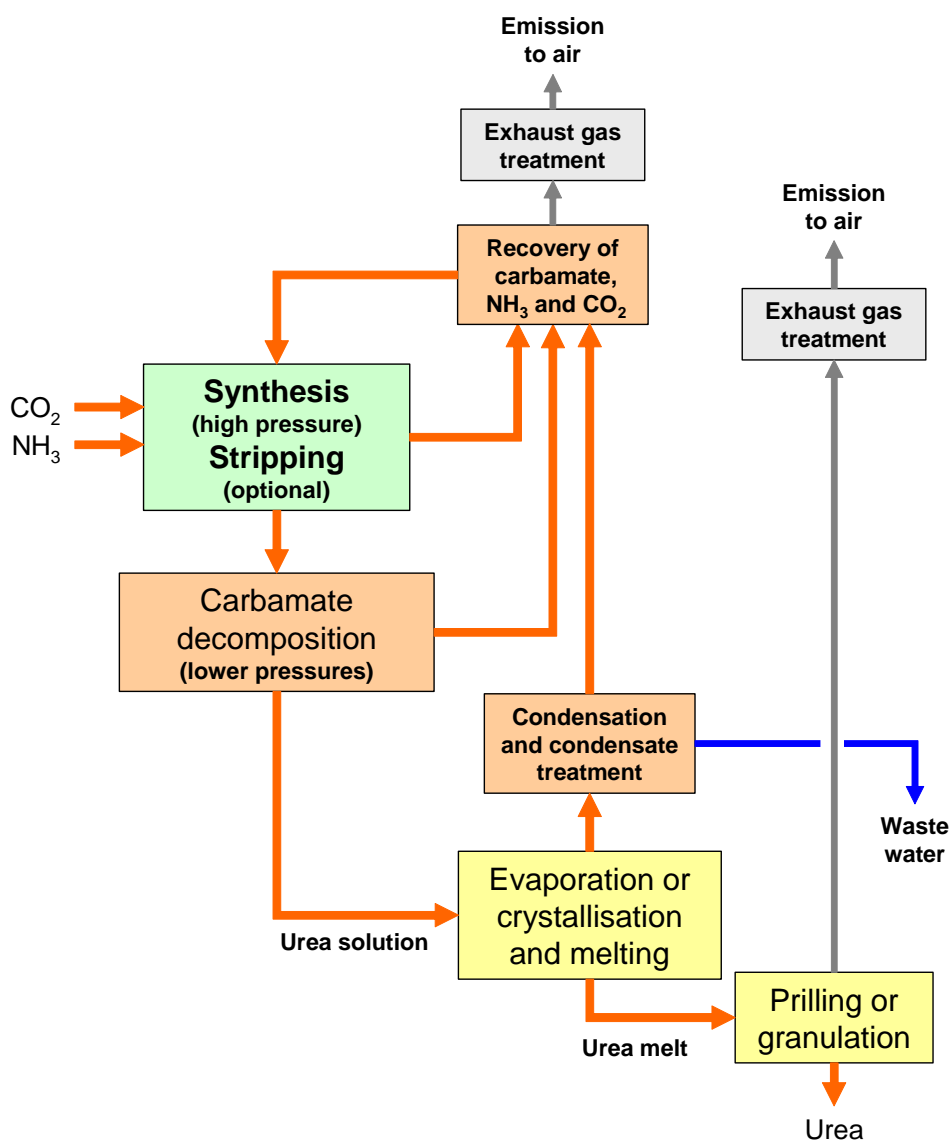 Emission
to air
Exhaust gas
treatment
Emission
to air
Recovery of
carbamate,
NH₃ and CO₂
Exhaust gas
treatment
Synthesis
(high pressure)
Stripping
(optional)
CO₂
NH₃
Carbamate
decomposition
(lower pressures)
Condensation
and condensate
treatment
Waste
water
Evaporation or
crystallisation
and melting
Urea solution
Prilling or
granulation
Urea melt
Urea